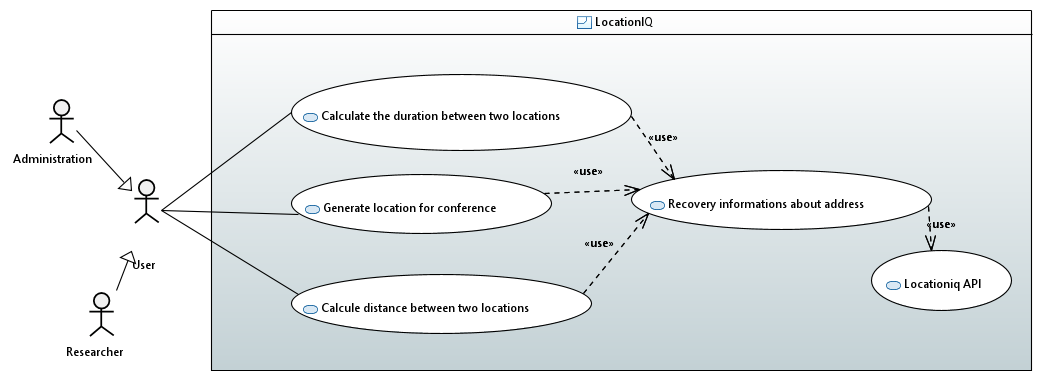 LocationIQ
Calculate the duration between two locations
«use»
Administration
«use»
Generate location for conference
Recovery informations about address
«use»
«use»
User
Locationiq API
Calcule distance between two locations
Researcher